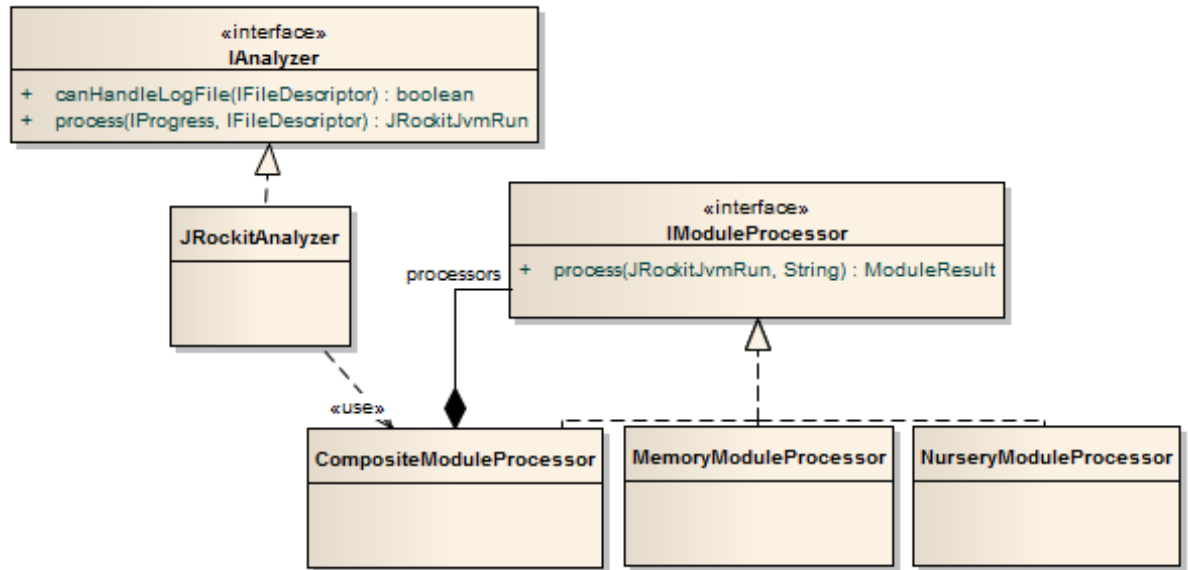 «interface»
IAnalyzer
+ canHandleLogFile(IFileDescriptor) : boolean
+ process(IProgress, IFileDescriptor) : JRockitJvmRun
JRockitAnalyzer
«interface»
IModuleProcessor
processors
+ process(JRockitJvmRun, String) : ModuleResult
«use»
CompositeModuleProcessor
MemoryModuleProcessor
NurseryModuleProcessor